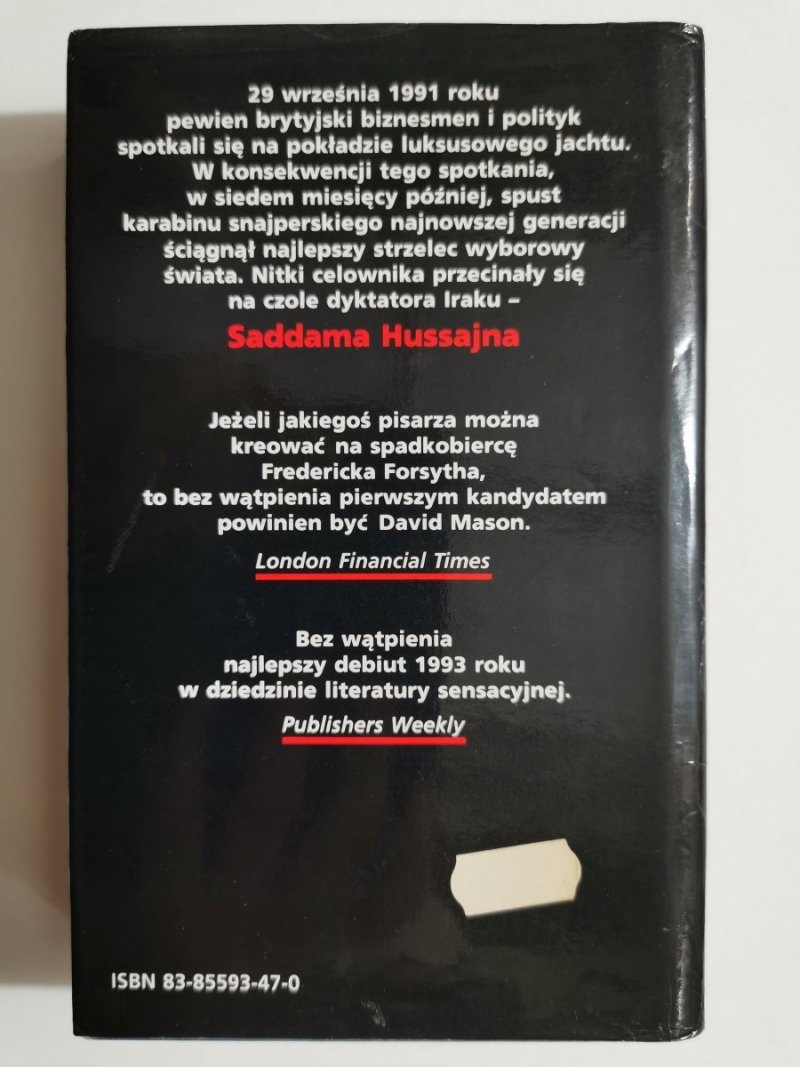 29 września 1991 roku
pewien brytyjski biznesmen i polityk
spotkali się na pokładzie luksusowego jachtu.
W konsekwencji tego spotkania,
w siedem miesięcy później, spust
karabinu snajperskiego najnowszej generacji
ściągnął najlepszy strzelec wyborowy
świata. Nitki celownika przecinały się
na czole dyktatora Iraku –
Saddama Hussajna
Jeżeli jakiegoś pisarza można
kreować na spadkobiercę
Fredericka Forsytha,
to bez wątpienia pierwszym kandydatem
powinien być David Mason.
London Financial Times
Bez wątpienia
najlepszy debiut 1993 roku
w dziedzinie literatury sensacyjnej.
Publishers Weekly
ISBN 83-85593-47-0